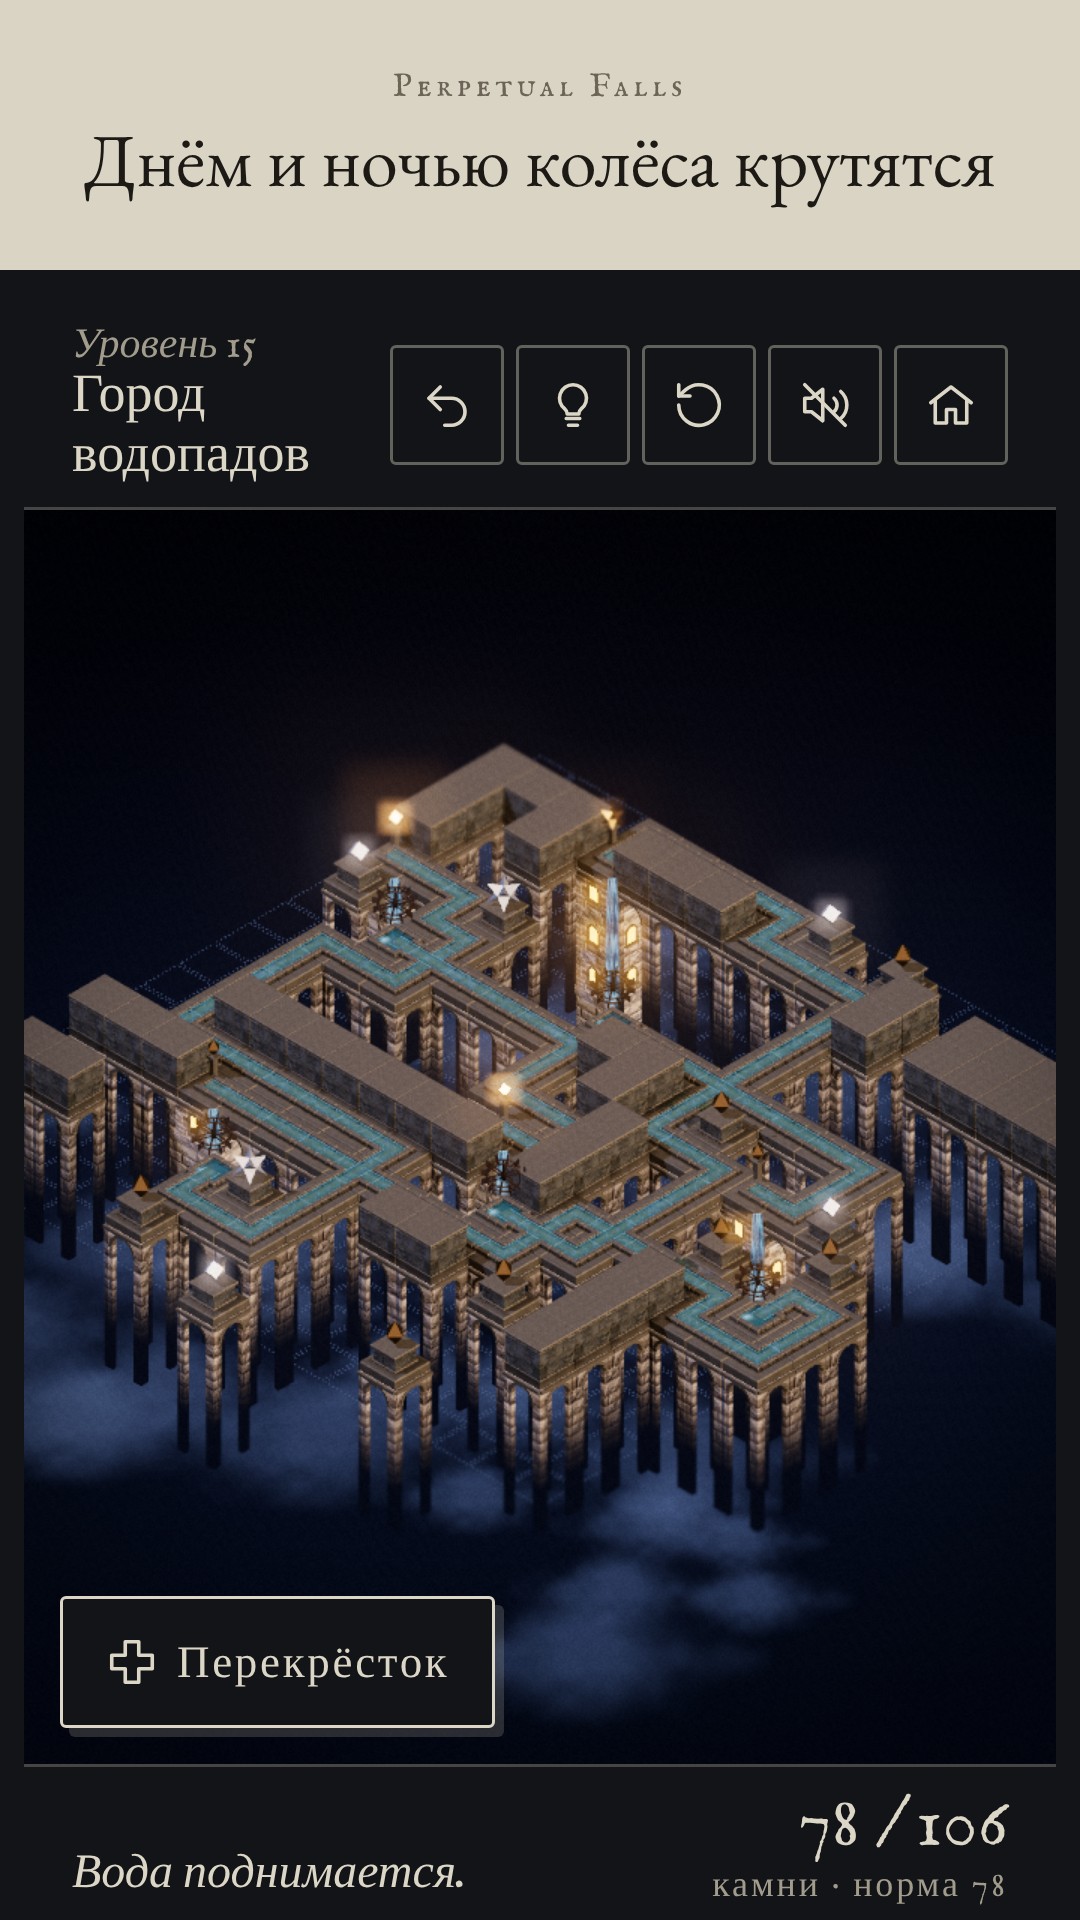 Perpetual Falls
Днём и ночью колёса крутятся
Уровень 15
Город
водопадов
Перекрёсток
78 / 106
Вода поднимается.
камни · норма 78